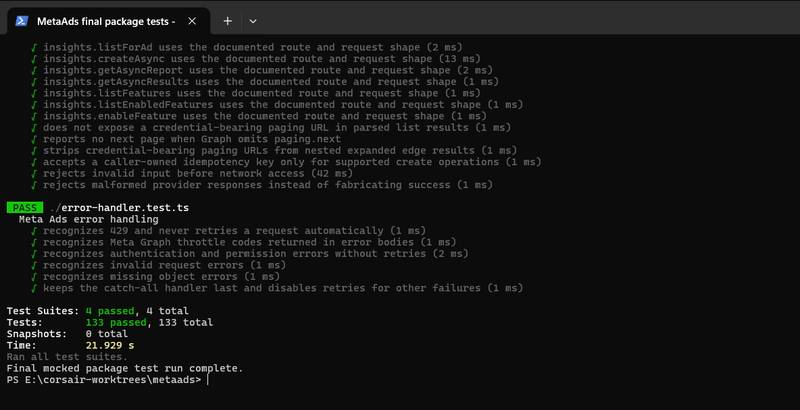 MetaAds final package tests -
√ insights.listForAd uses the documented route and request shape (2 ms)
√ insights.createAsync uses the documented route and request shape (13 ms)
√ insights.getAsyncReport uses the documented route and request shape (2 ms)
√ insights.getAsyncResults uses the documented route and request shape (1 ms)
√ insights.listFeatures uses the documented route and request shape (1 ms)
√ insights.listEnabledFeatures uses the documented route and request shape (1 ms)
√ insights.enableFeature uses the documented route and request shape (1 ms)
√ does not expose a credential-bearing paging URL in parsed list results (1 ms)
√ reports no next page when Graph omits paging.next
√ strips credential-bearing paging URLs from nested expanded edge results (1 ms)
√ accepts a caller-owned idempotency key only for supported create operations (1 ms)
√ rejects invalid input before network access (42 ms)
√ rejects malformed provider responses instead of fabricating success (1 ms)
PASS ./error-handler.test.ts
Meta Ads error handling
√ recognizes 429 and never retries a request automatically (1 ms)
√ recognizes Meta Graph throttle codes returned in error bodies (1 ms)
√ recognizes authentication and permission errors without retries (2 ms)
√ recognizes invalid request errors (1 ms)
√ recognizes missing object errors (1 ms)
√ keeps the catch-all handler last and disables retries for other failures (1 ms)
Test Suites: 4 passed, 4 total
Tests: 133 passed, 133 total
Snapshots: 0 total
Time: 21.929 s
Ran all test suites.
Final mocked package test run complete.
PS E:\corsair-worktrees\metaads>